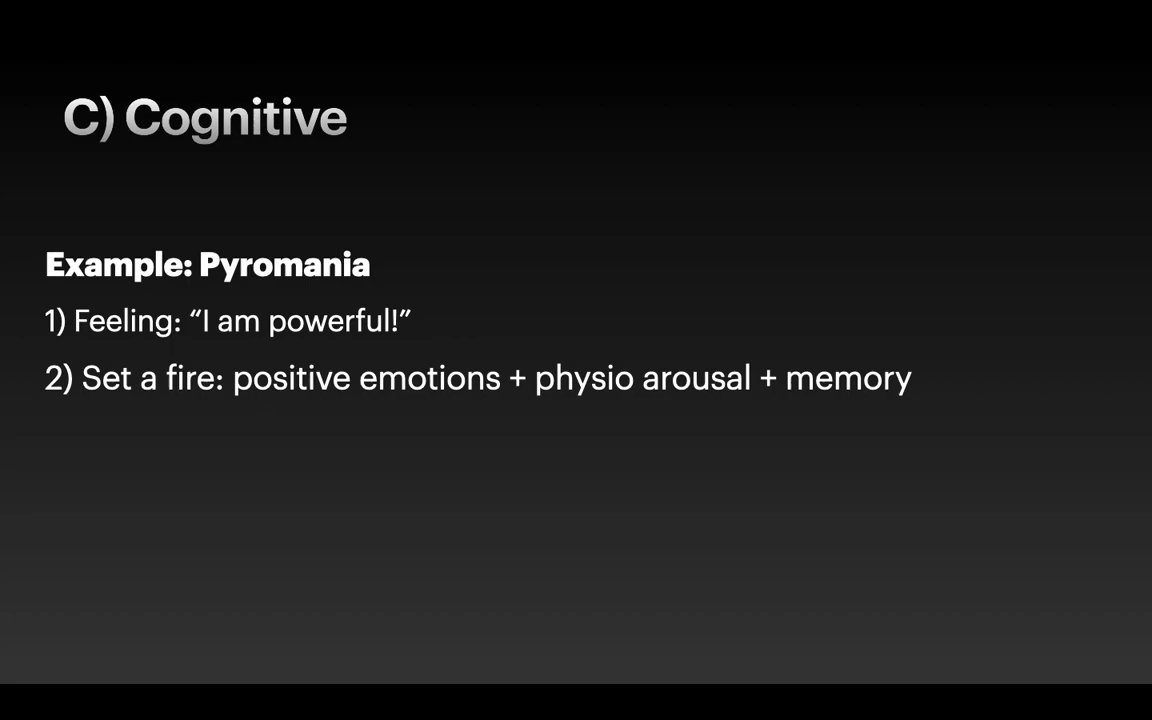 C) Cognitive
Example: Pyromania
1) Feeling: “I am powerful!”
2) Set a fire: positive emotions + physio arousal + memory